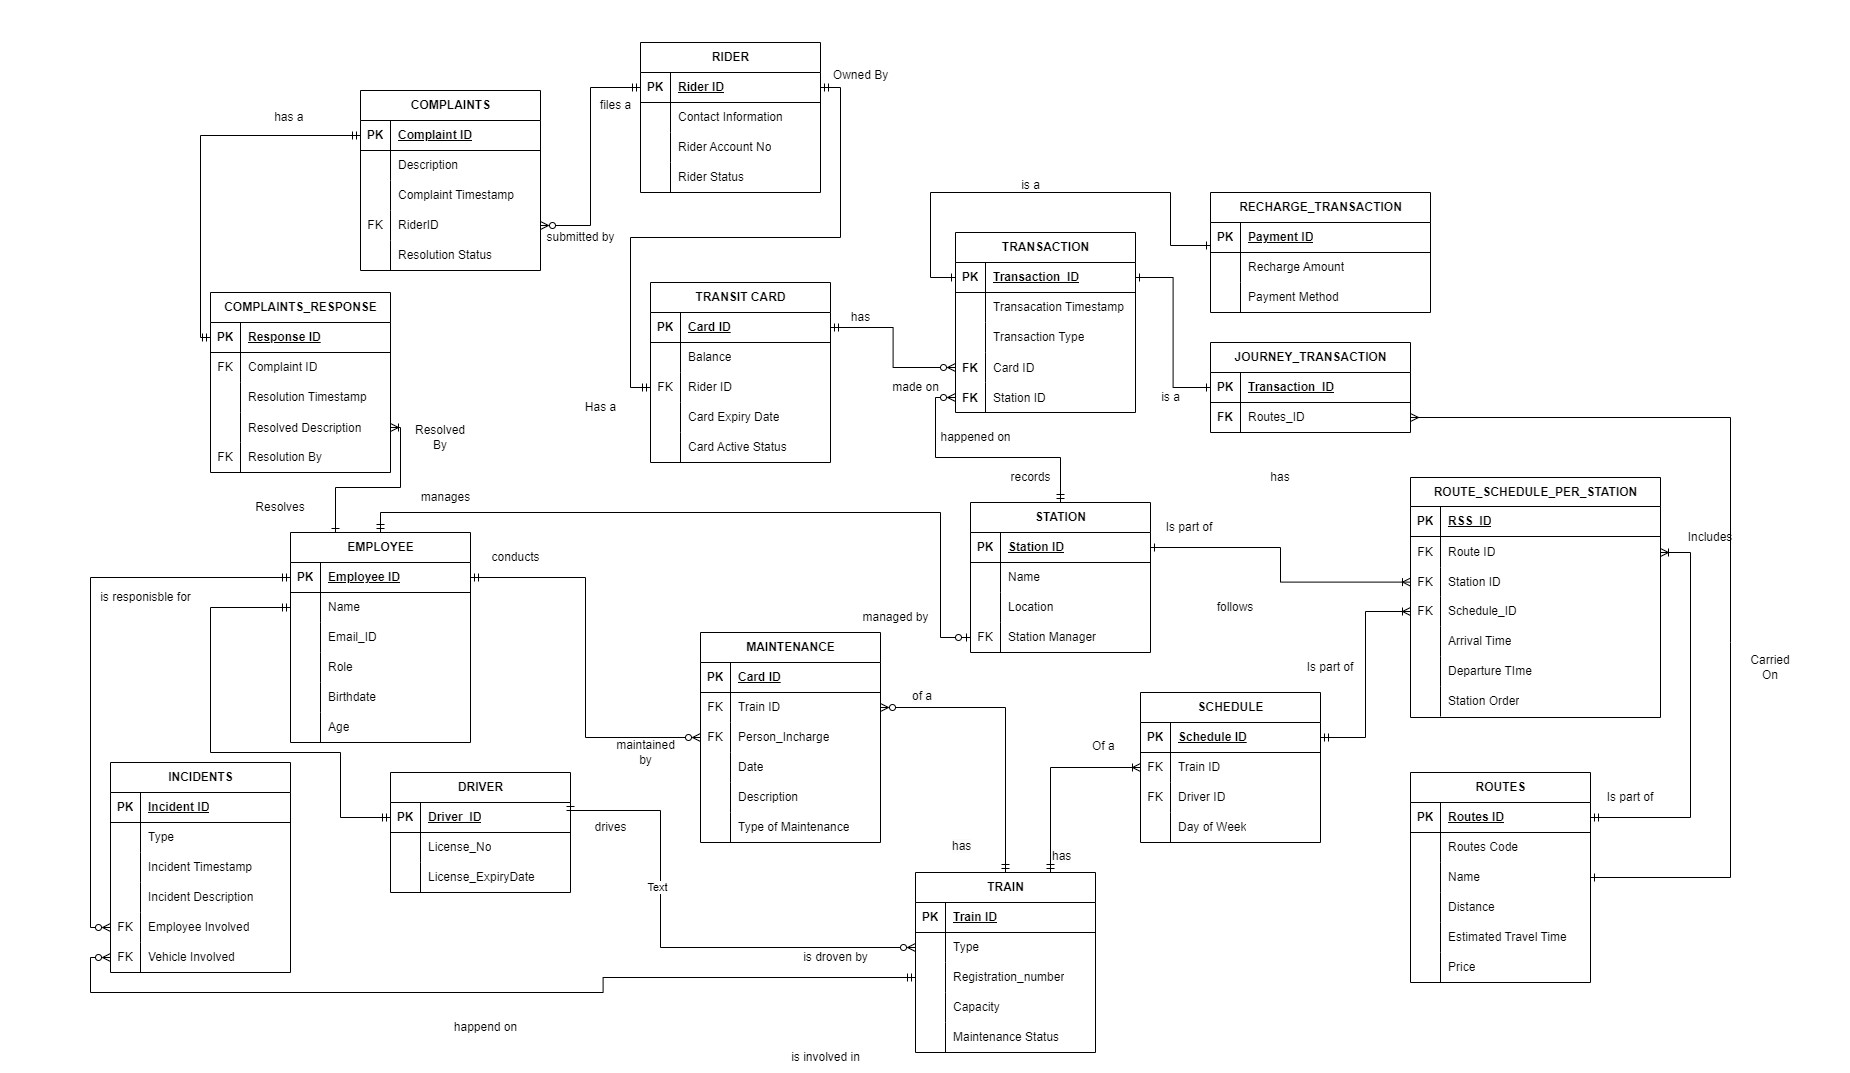 RIDER
PK Rider ID
Contact Information
Rider Account No
Rider Status
Owned By
files a
submitted by
has a
COMPLAINTS
PK Complaint ID
Description
Complaint Timestamp
FK RiderID
Resolution Status
COMPLAINTS_RESPONSE
PK Response ID
FK Complaint ID
Resolution Timestamp
Resolved Description
FK Resolution By
Resolved
By
Resolves
TRANSIT CARD
PK Card ID
Balance
FK Rider ID
Card Expiry Date
Card Active Status
Has a
has
made on
is a
TRANSACTION
PK Transaction_ID
Transacation Timestamp
Transaction Type
FK Card ID
FK Station ID
happened on
records
is a
RECHARGE_TRANSACTION
PK Payment ID
Recharge Amount
Payment Method
JOURNEY_TRANSACTION
PK Transaction_ID
FK Routes_ID
has
ROUTE_SCHEDULE_PER_STATION
PK RSS_ID
FK Route ID
FK Station ID
FK Schedule_ID
Arrival Time
Departure TIme
Station Order
Includes
Carried
On
manages
STATION
PK Station ID
Name
Location
FK Station Manager
Is part of
follows
managed by
Is part of
EMPLOYEE
PK Employee ID
Name
Email_ID
Role
Birthdate
Age
conducts
is responisble for
MAINTENANCE
PK Card ID
FK Train ID
FK Person_Incharge
Date
Description
Type of Maintenance
of a
maintained
by
SCHEDULE
PK Schedule ID
FK Train ID
FK Driver ID
Day of Week
Of a
has
has
INCIDENTS
PK Incident ID
Type
Incident Timestamp
Incident Description
FK Employee Involved
FK Vehicle Involved
DRIVER
PK Driver_ID
License_No
License_ExpiryDate
drives
Text
is droven by
ROUTES
PK Routes ID
Routes Code
Name
Distance
Estimated Travel Time
Price
Is part of
TRAIN
PK Train ID
Type
Registration_number
Capacity
Maintenance Status
happend on
is involved in